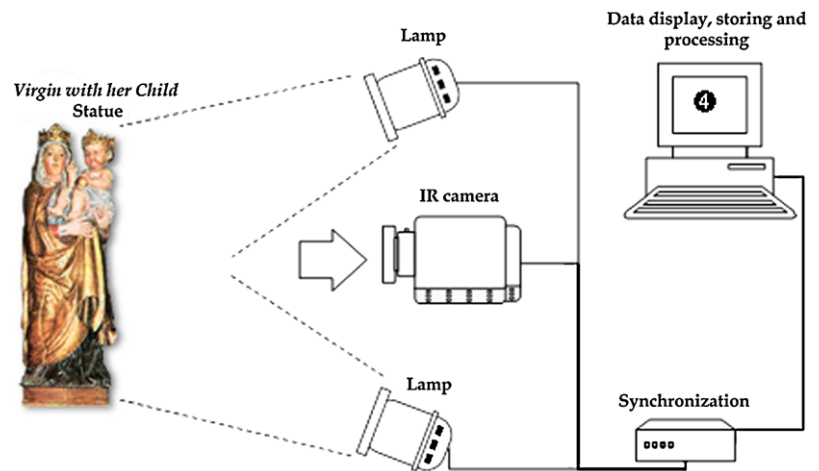 Data display, storing and
processing
Lamp
Virgin with her Child
Statue
4
IR camera
Lamp
Synchronization